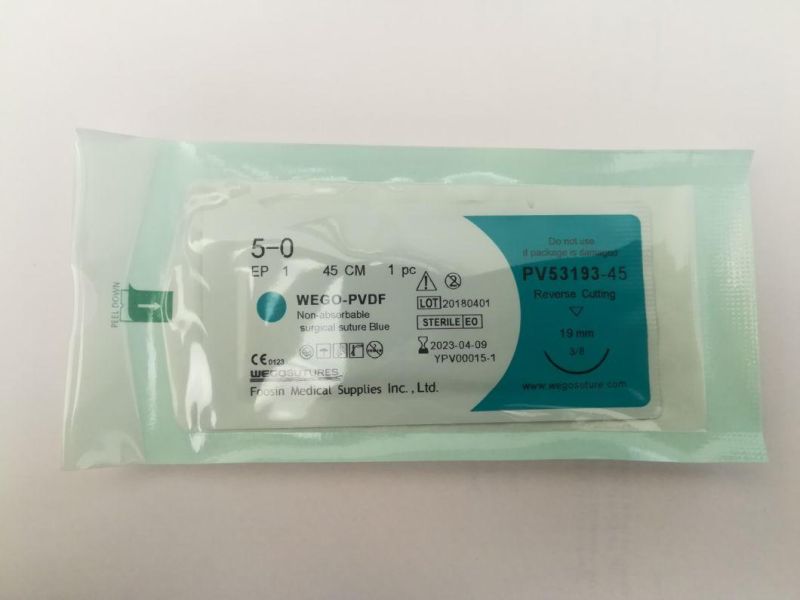 PEEL DOWN
5-0
EP 1 45 CM 1 pc
WEGO-PVDF
Non-absorbable
surgical suture Blue
CE 0123
WEGOSUTURES
Foosin Medical Supplies Inc., Ltd.
LOT 20180401
STERILE EO
2023-04-09
YPV00015-1
Do not use
if package is damaged
PV53193-45
Reverse Cutting
19 mm
3/8
www.wegosuture.com